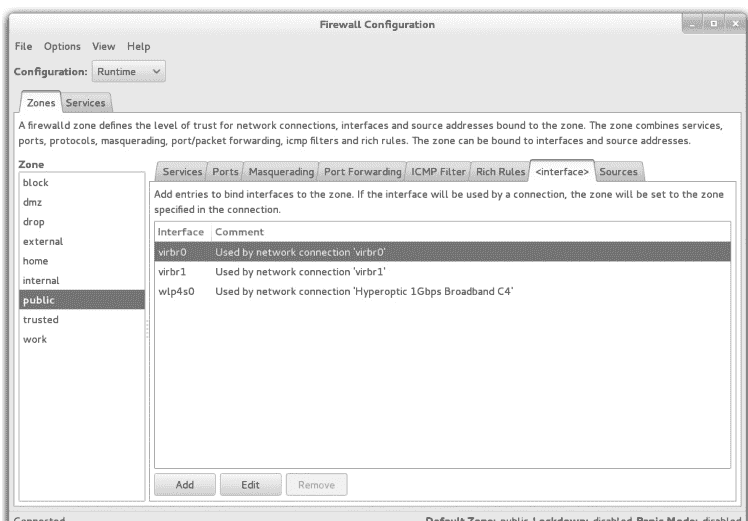 Firewall Configuration
File Options View Help
Configuration: Runtime
Zones Services
A firewalld zone defines the level of trust for network connections, interfaces and source addresses bound to the zone. The zone combines services,
ports, protocols, masquerading, port/packet forwarding, icmp filters and rich rules. The zone can be bound to interfaces and source addresses.
Zone
block
dmz
drop
external
home
internal
public
trusted
work
Services Ports Masquerading Port Forwarding ICMP Filter Rich Rules <interface> Sources
Add entries to bind interfaces to the zone. If the interface will be used by a connection, the zone will be set to the zone
specified in the connection.
Interface Comment
virbr0 Used by network connection 'virbr0'
virbr1 Used by network connection 'virbr1'
wlp4s0 Used by network connection 'Hyperoptic 1Gbps Broadband C4'
Add Edit Remove
Connected. Default Zone: public Lockdown: disabled Panic Mode: disabled